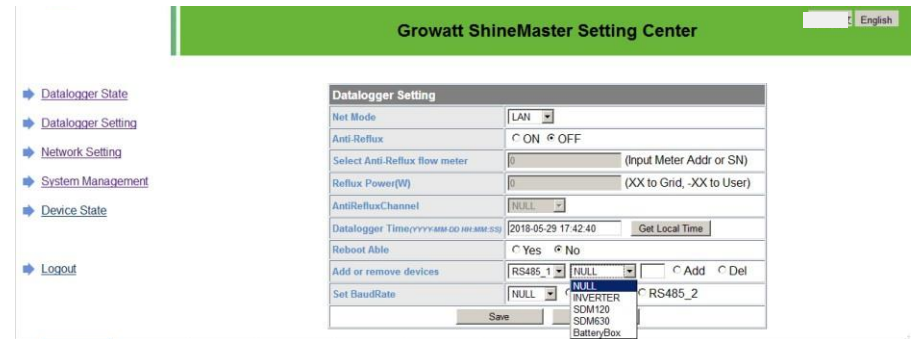 Growatt ShineMaster Setting Center
English
Datalogger State
Datalogger Setting
Network Setting
System Management
Device State
Logout
Datalogger Setting
Net Mode LAN
Anti-Reflux ON OFF
Select Anti-Reflux flow meter 0 (Input Meter Addr or SN)
Reflux Power(W) 0 (XX to Grid, -XX to User)
AntiRefluxChannel NULL
Datalogger Time(YYYY-MM-DD HH:MM:SS) 2018-05-29 17:42:40 Get Local Time
Reboot Able Yes No
Add or remove devices RS485_1 NULL Add Del
Set BaudRate NULL RS485_2
NULL
INVERTER
SDM120
SDM630
BatteryBox
Save